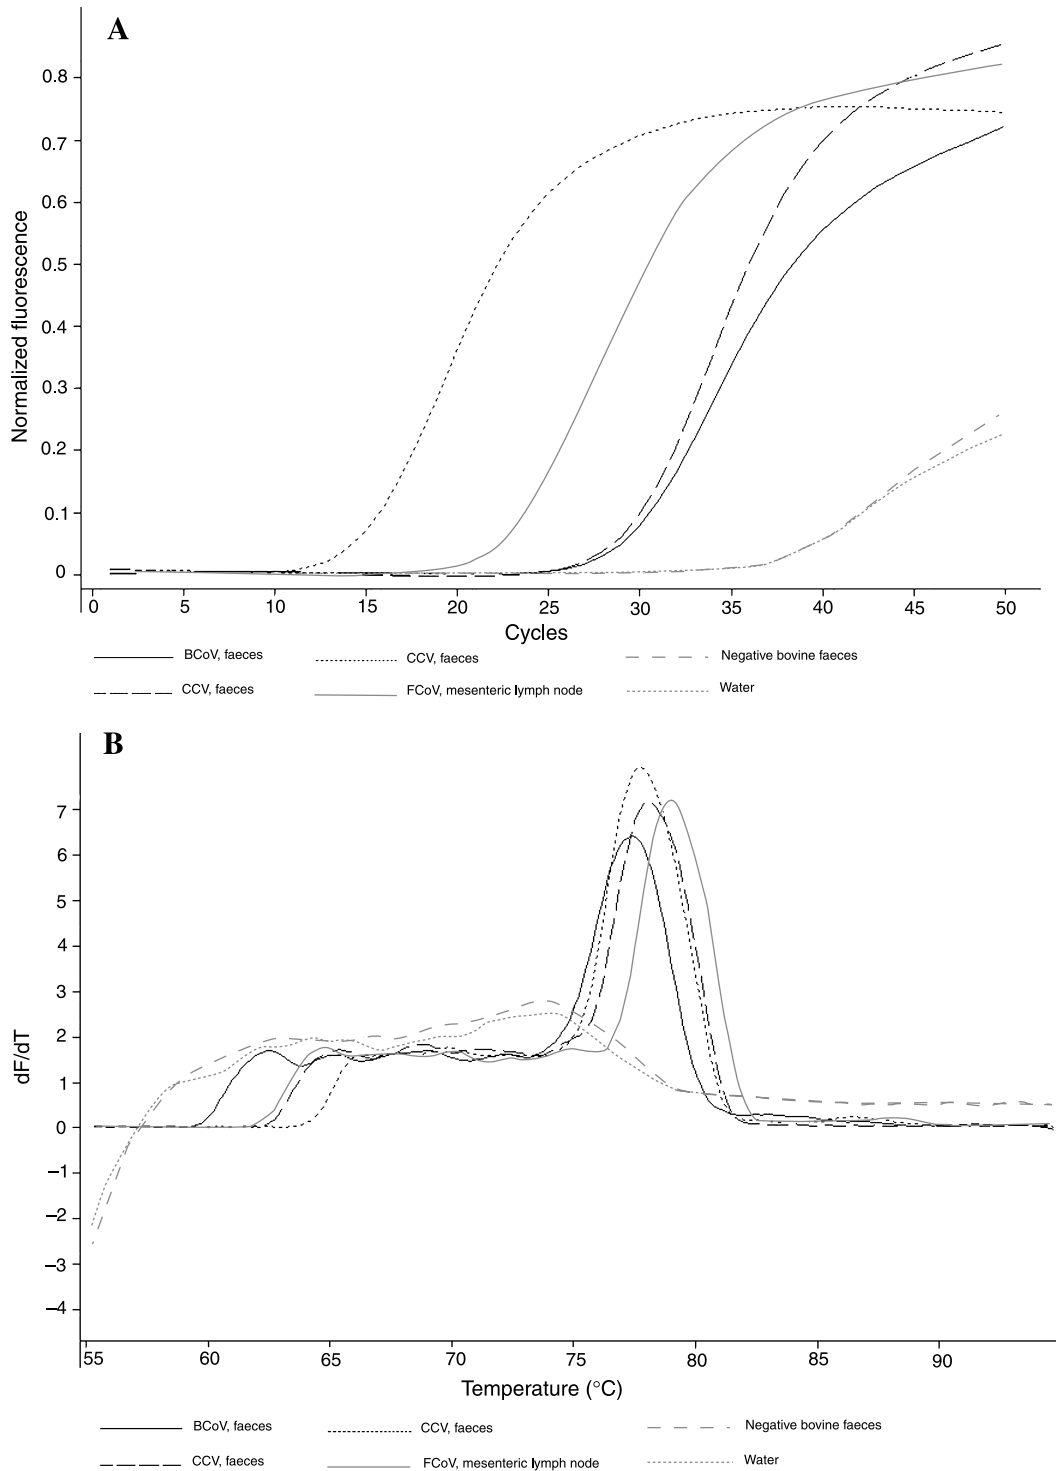 A
Normalized fluorescence
0.8
0.7
0.6
0.5
0.4
0.3
0.2
0.1
0
0 5 10 15 20 25 30 35 40 45 50
Cycles
BCoV, faeces CCV, faeces Negative bovine faeces
CCV, faeces FCoV, mesenteric lymph node Water
B
dF/dT
7
6
5
4
3
2
1
0
−1
−2
−3
−4
55 60 65 70 75 80 85 90
Temperature (°C)
BCoV, faeces CCV, faeces Negative bovine faeces
CCV, faeces FCoV, mesenteric lymph node Water